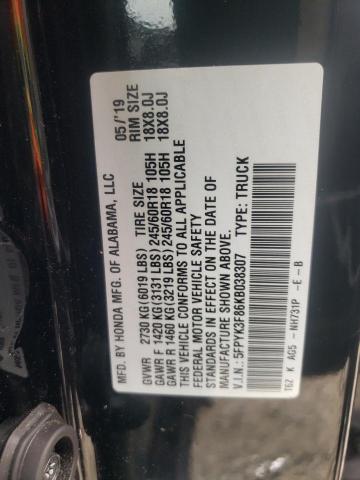 MFD. BY HONDA MFG. OF ALABAMA, LLC 05/'19
TIRE SIZE RIM SIZE
GVWR 2730 KG(6019 LBS)
GAWR F 1420 KG(3131 LBS) 245/60R18 105H 18X8.0J
GAWR R 1460 KG(3219 LBS) 245/60R18 105H 18X8.0J
THIS VEHICLE CONFORMS TO ALL APPLICABLE
FEDERAL MOTOR VEHICLE SAFETY
STANDARDS IN EFFECT ON THE DATE OF
MANUFACTURE SHOWN ABOVE.
V.I.N.: 5FPYK3F86KB038307 TYPE: TRUCK
T6Z K AG5 - NH731P -E -B